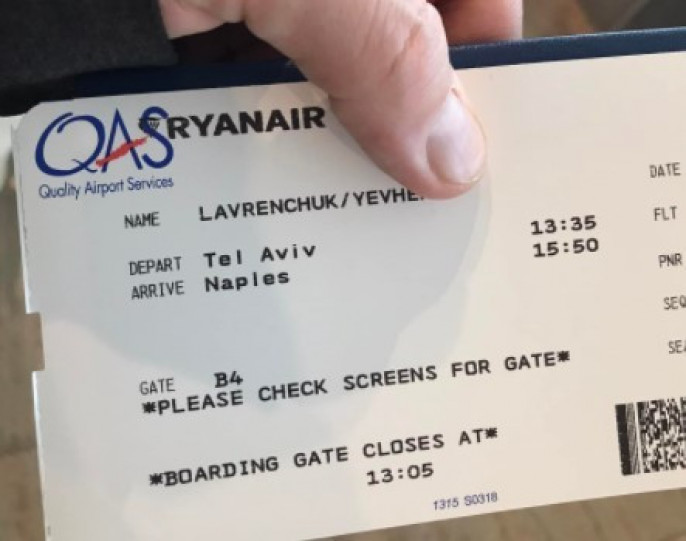 QAS RYANAIR
Quality Airport Services
NAME LAVRENCHUK/YEVHE
DATE
FLT
DEPART Tel Aviv 13:35
ARRIVE Naples 15:50
PNR
SEQ
GATE B4
*PLEASE CHECK SCREENS FOR GATE*
*BOARDING GATE CLOSES AT*
13:05
1315 S0318